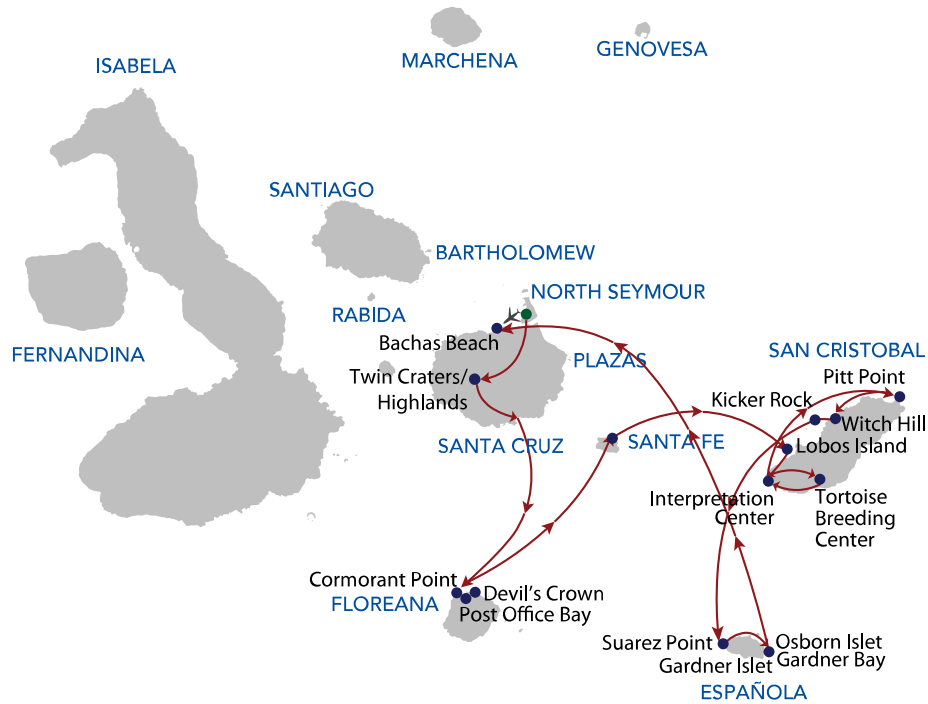 MARCHENA
GENOVESA
ISABELA
SANTIAGO
BARTHOLOMEW
NORTH SEYMOUR
RABIDA
Bachas Beach
FERNANDINA
PLAZAS
SAN CRISTOBAL
Twin Craters/
Highlands
Pitt Point
Kicker Rock
Witch Hill
SANTA CRUZ
SANTA FE
Lobos Island
Interpretation
Center
Tortoise
Breeding
Center
Cormorant Point
Devil's Crown
FLOREANA
Post Office Bay
Suarez Point
Osborn Islet
Gardner Islet
Gardner Bay
ESPAÑOLA